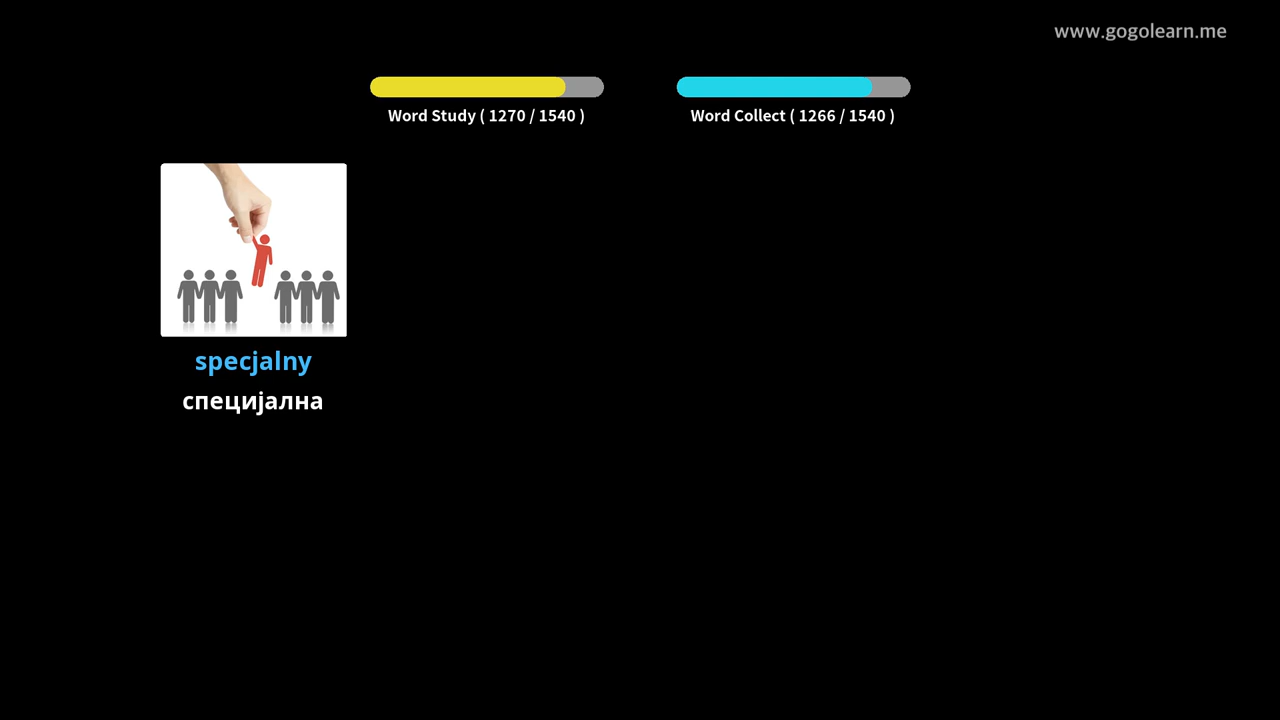 www.gogolearn.me
Word Study ( 1270 / 1540 )
Word Collect ( 1266 / 1540 )
specjalny
специјална